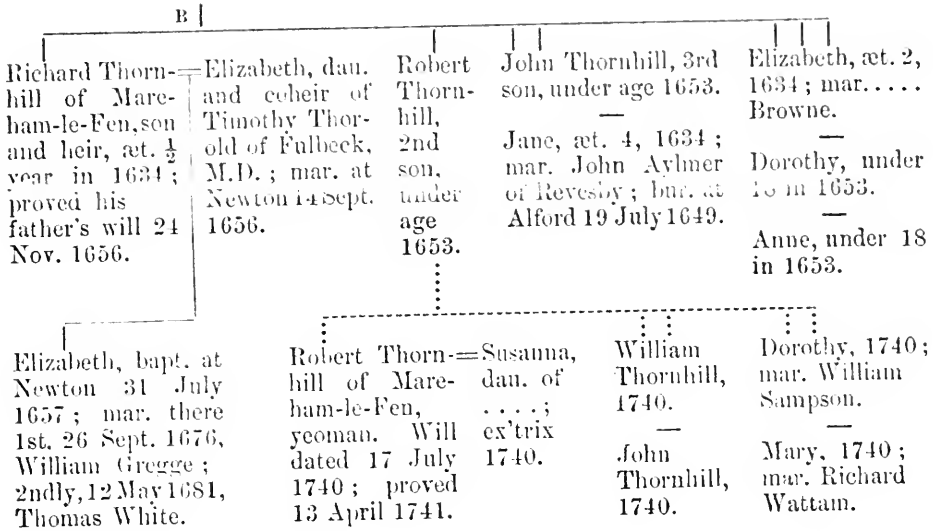 B
Richard Thorn-
hill of Mare-
ham-le-Fen, son
and heir, æt. ½
year in 1634 ;
proved his
father's will 24
Nov. 1656.
=Elizabeth, dau.
and coheir of
Timothy Thor-
old of Fulbeck,
M.D. ; mar. at
Newton 14 Sept.
1656.
Robert
Thorn-
hill,
2nd
son,
under
age
1653.
John Thornhill, 3rd
son, under age 1653.
—
Jane, æt. 4, 1634 ;
mar. John Aylmer
of Revesby ; bur. at
Alford 19 July 1649.
Elizabeth, æt. 2,
1634 ; mar. . . . .
Browne.
—
Dorothy, under
in 1653.
—
Anne, under 18
in 1653.
Elizabeth, bapt. at
Newton 31 July
1657 ; mar. there
1st. 26 Sept. 1676,
William Gregge ;
2ndly, 12 May 1681,
Thomas White.
Robert Thorn-
hill of Mare-
ham-le-Fen,
yeoman. Will
dated 17 July
1740 ; proved
13 April 1741.
=Susanna,
dau. of
. . . . ;
ex'trix
1740.
William
Thornhill,
1740.
—
John
Thornhill,
1740.
Dorothy, 1740 ;
mar. William
Sampson.
—
Mary, 1740 ;
mar. Richard
Wattam.